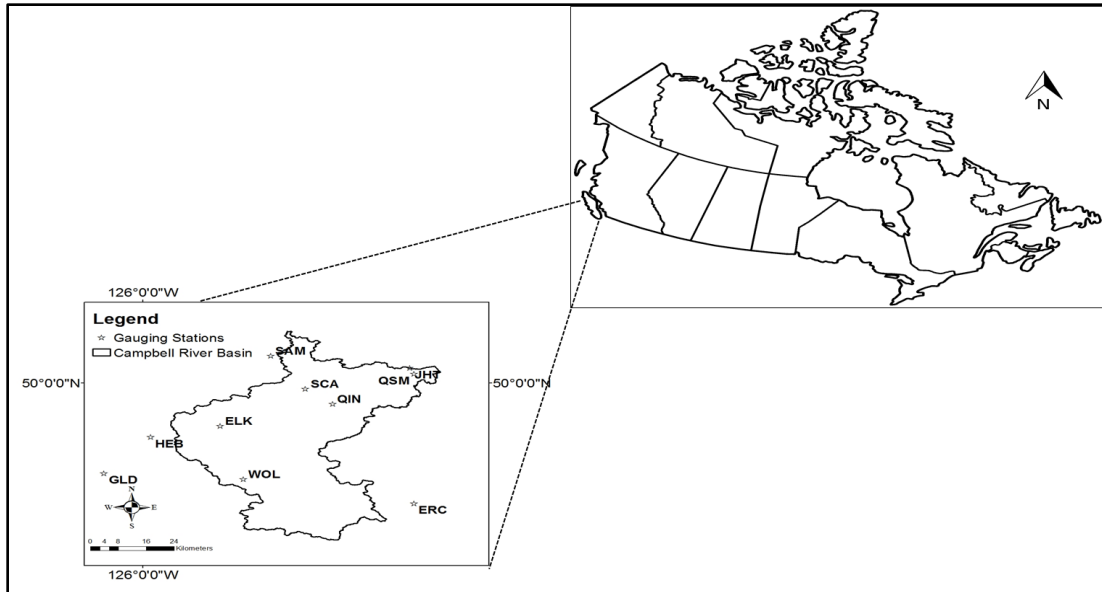 N
126°0'0"W
Legend
Gauging Stations
Campbell River Basin
SAM
50°0'0"N
QSM JHT
50°0'0"N
SCA
QIN
ELK
HEB
WOL
GLD
N
W E
S
ERC
0 4 8 16 24
Kilometers
126°0'0"W